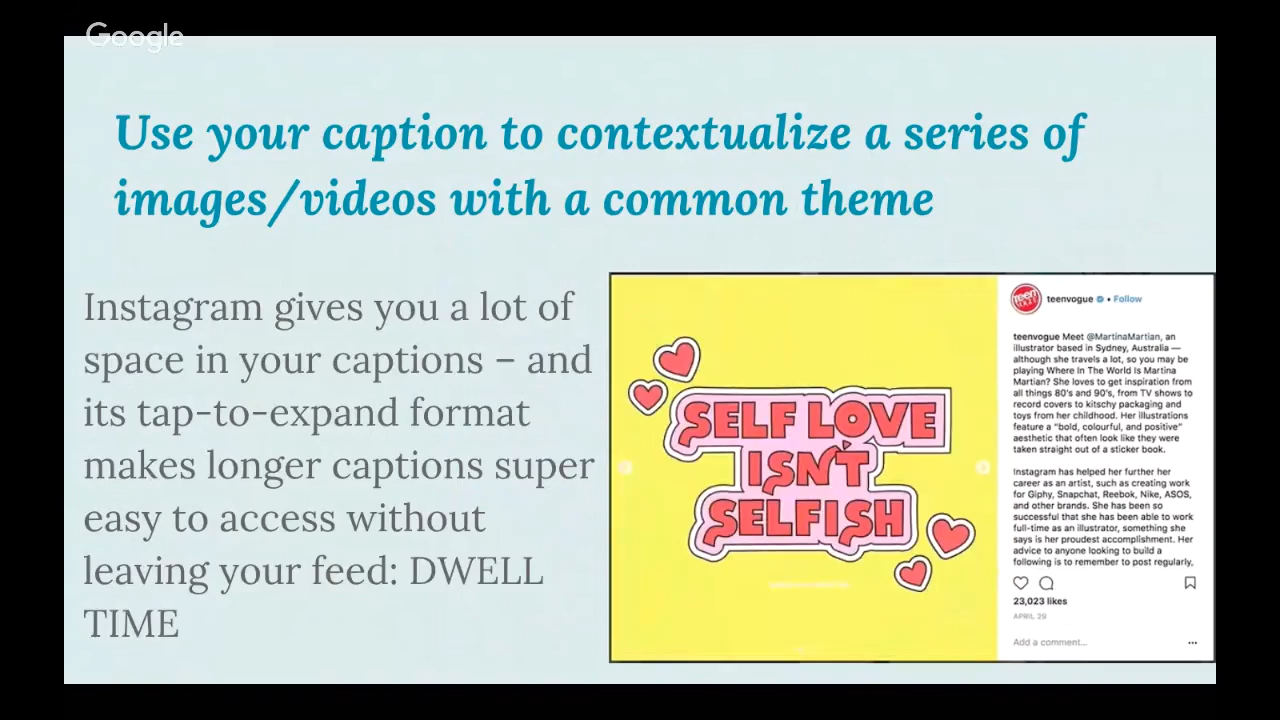 Google
Use your caption to contextualize a series of
images/videos with a common theme
Instagram gives you a lot of
space in your captions – and
its tap-to-expand format
makes longer captions super
easy to access without
leaving your feed: DWELL
TIME
SELF LOVE
ISN'T
SELFISH
TEEN VOGUE
teenvogue • Follow
teenvogue Meet @MartinaMartian, an
illustrator based in Sydney, Australia —
although she travels a lot, so you may be
playing Where In The World Is Martina
Martian? She loves to get inspiration from
all things 80's and 90's, from TV shows to
record covers to kitschy packaging and
toys from her childhood. Her illustrations
feature a "bold, colourful, and positive"
aesthetic that often look like they were
taken straight out of a sticker book.
Instagram has helped her further her
career as an artist, such as creating work
for Giphy, Snapchat, Reebok, Nike, ASOS,
and other brands. She has been so
successful that she has been able to work
full-time as an illustrator, something she
says is her proudest accomplishment. Her
advice to anyone looking to build a
following is to remember to post regularly,
23,023 likes
APRIL 29
Add a comment...